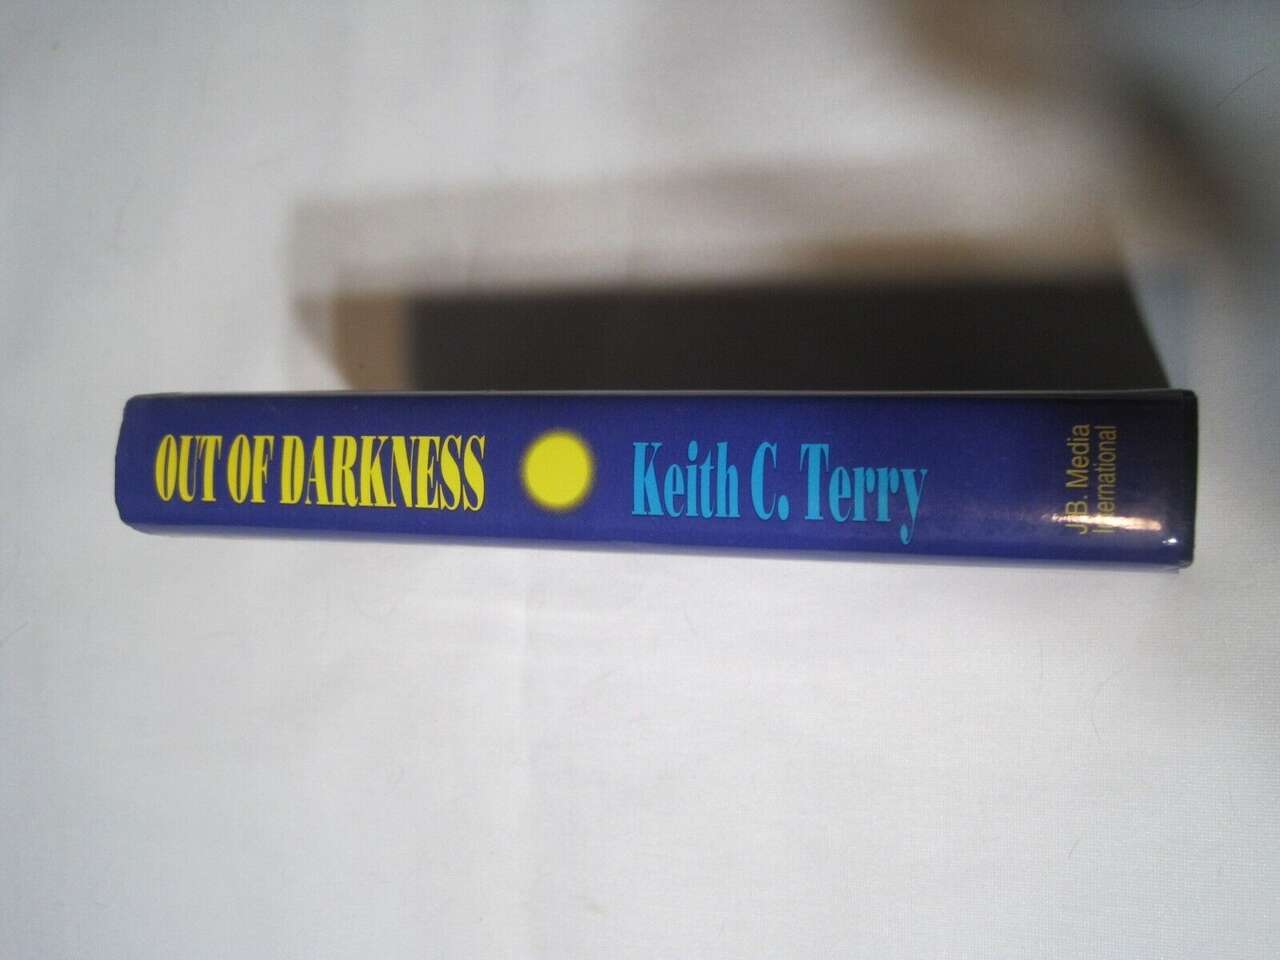 OUT OF DARKNESS
Keith C. Terry
J.B. Media
International